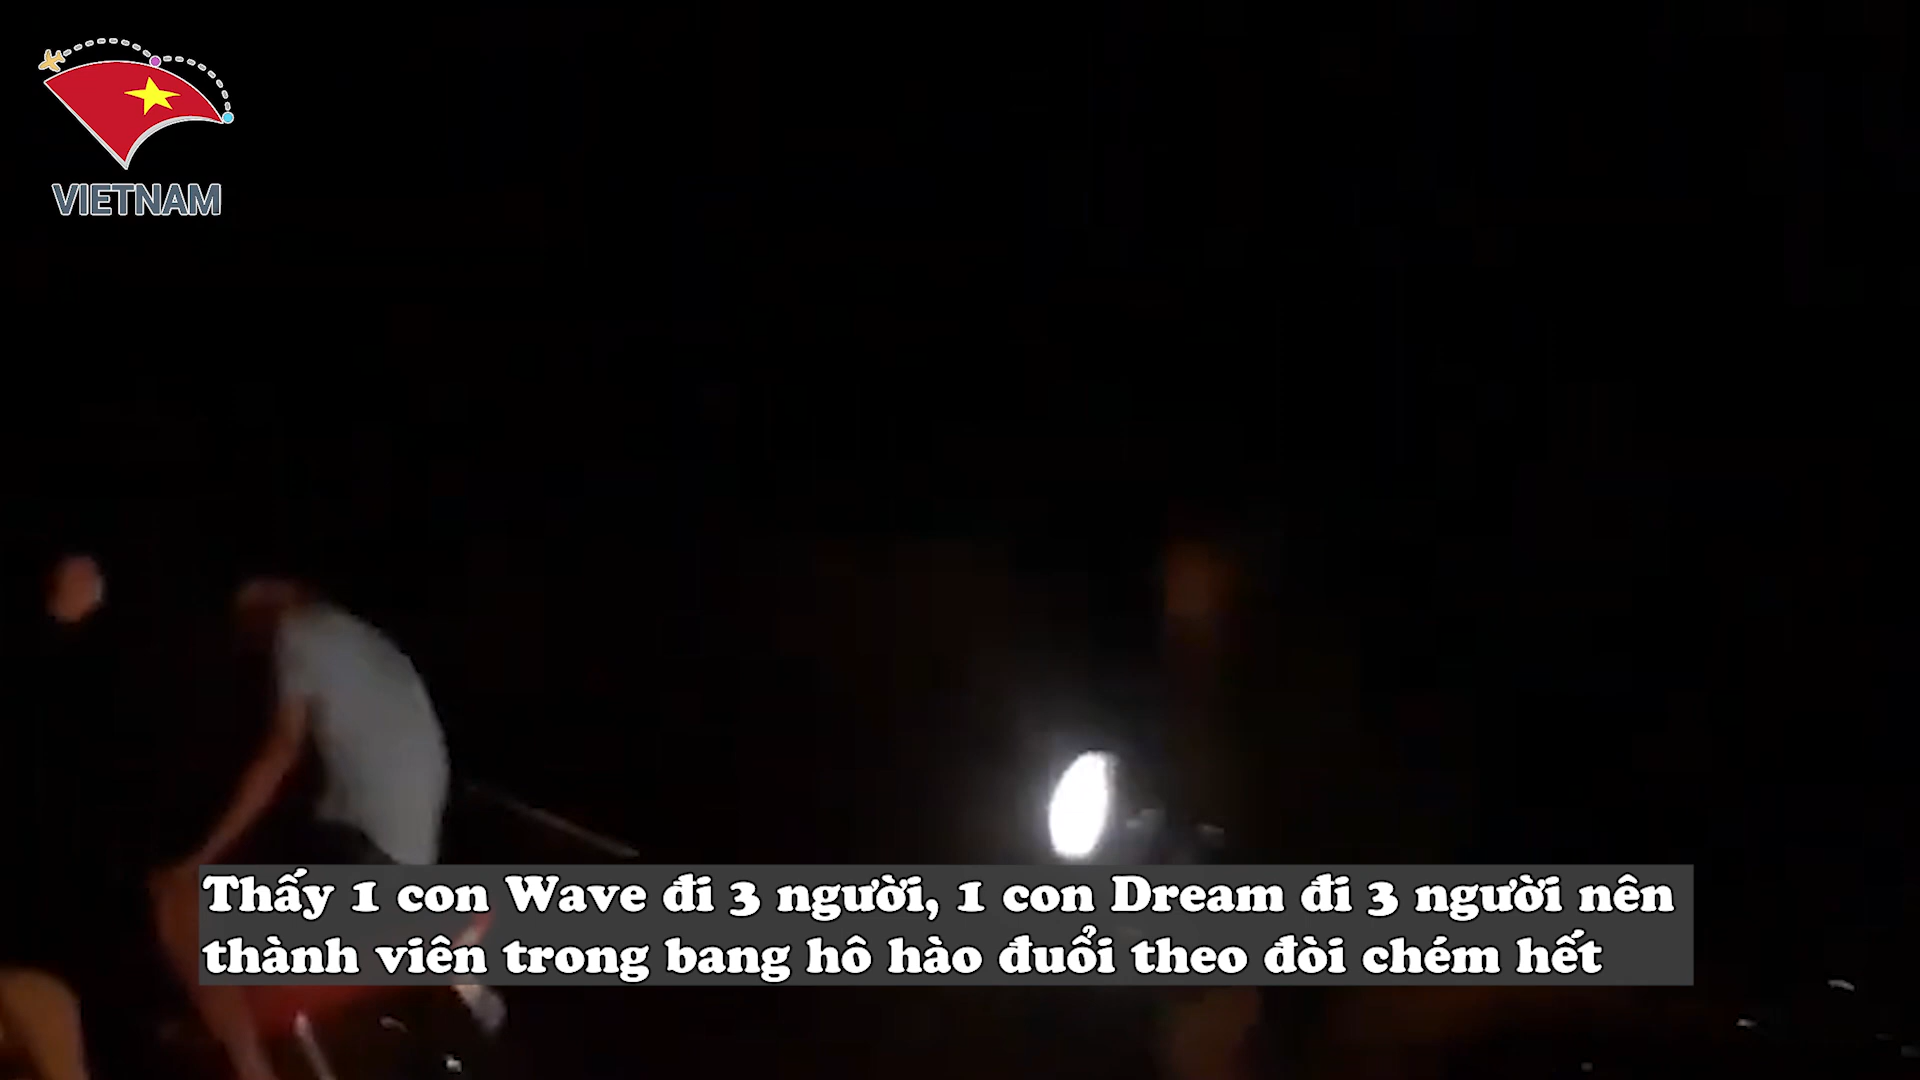 VIETNAM
Thấy 1 con Wave đi 3 người, 1 con Dream đi 3 người nên
thành viên trong bang hô hào đuổi theo đòi chém hết